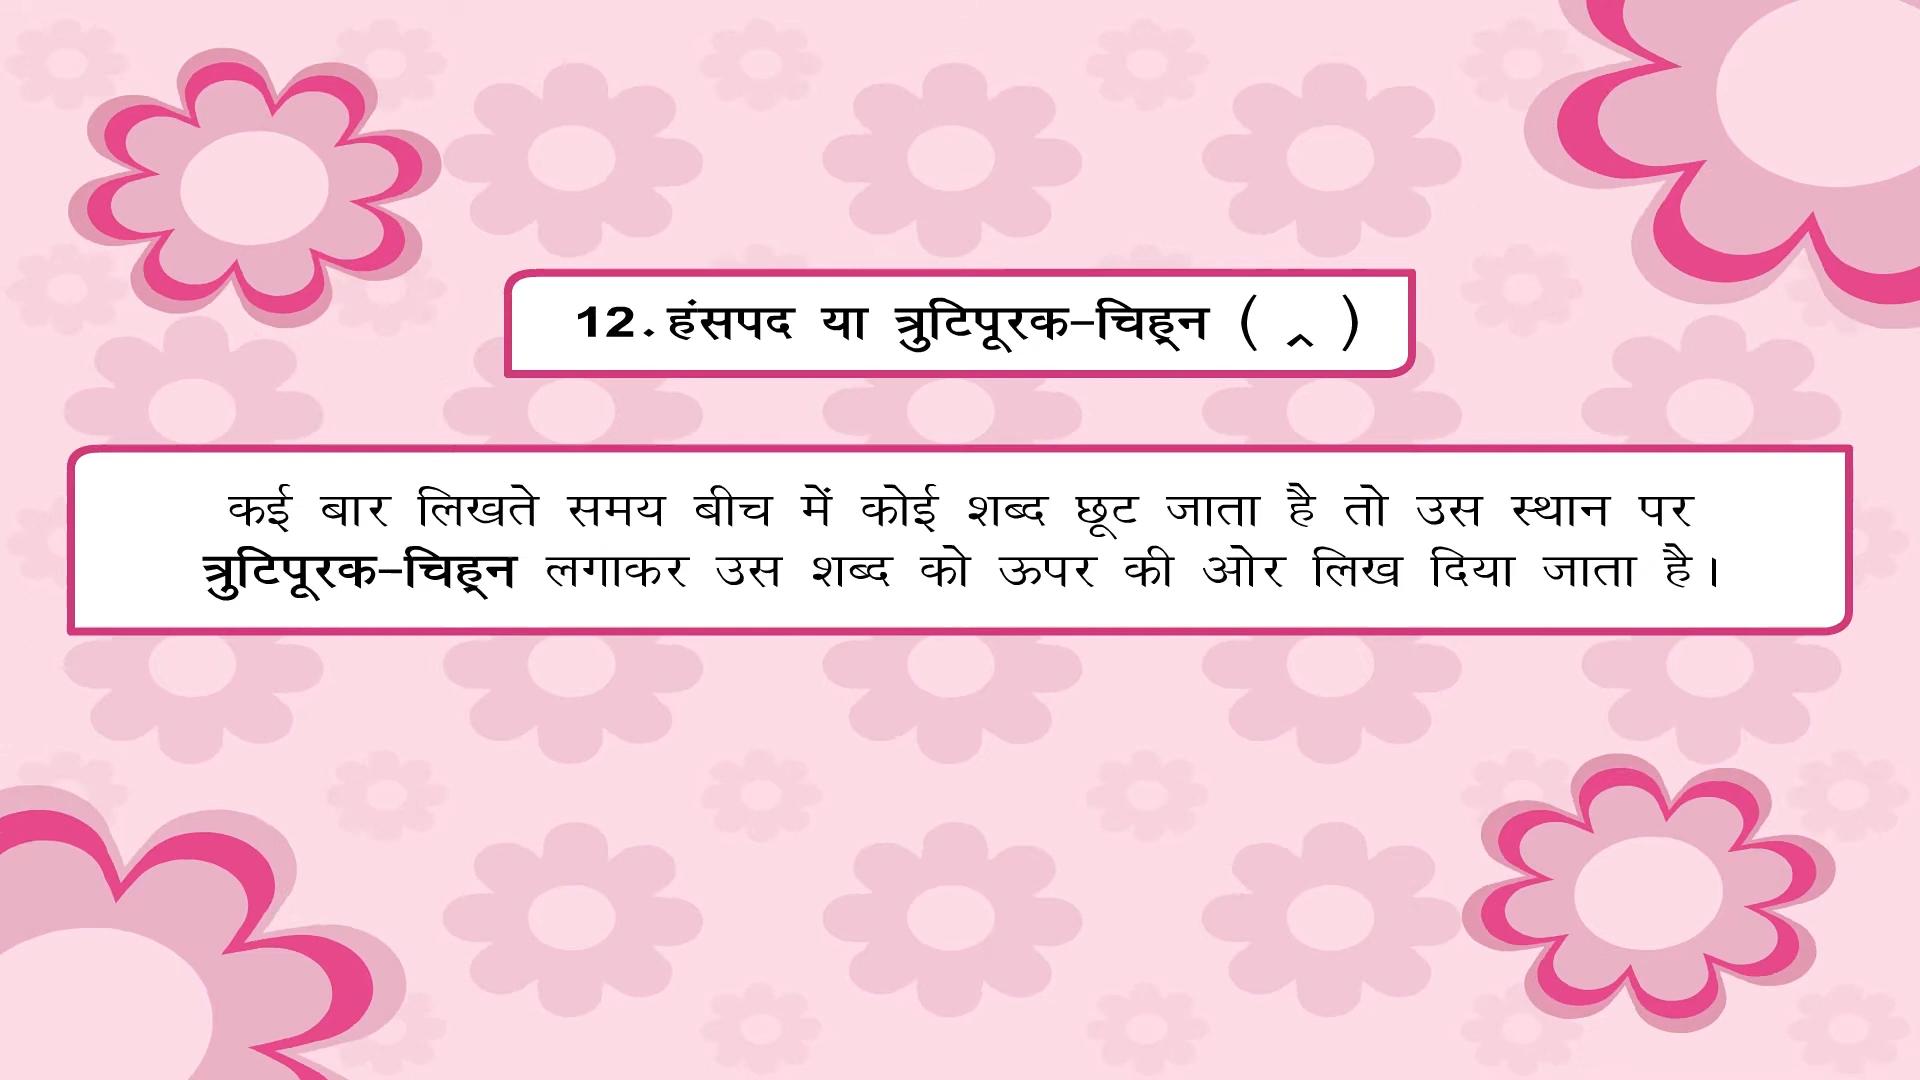 12. हंसपद या त्रुटिपूरक-चिह्न ( ‸ )
कई बार लिखते समय बीच में कोई शब्द छूट जाता है तो उस स्थान पर
त्रुटिपूरक-चिह्न लगाकर उस शब्द को ऊपर की ओर लिख दिया जाता है।